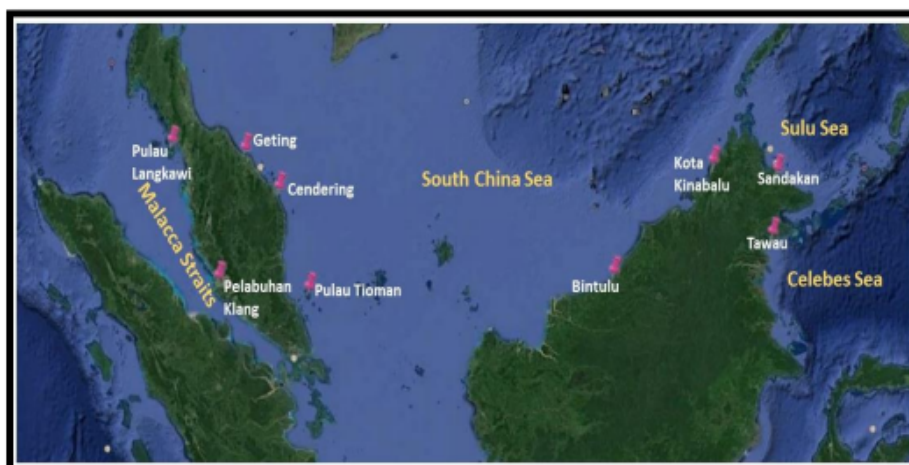 Pulau
Langkawi
Geting
Cendering
Malacca Straits
Pelabuhan
Klang
Pulau Tioman
South China Sea
Bintulu
Kota
Kinabalu
Sulu Sea
Sandakan
Tawau
Celebes Sea